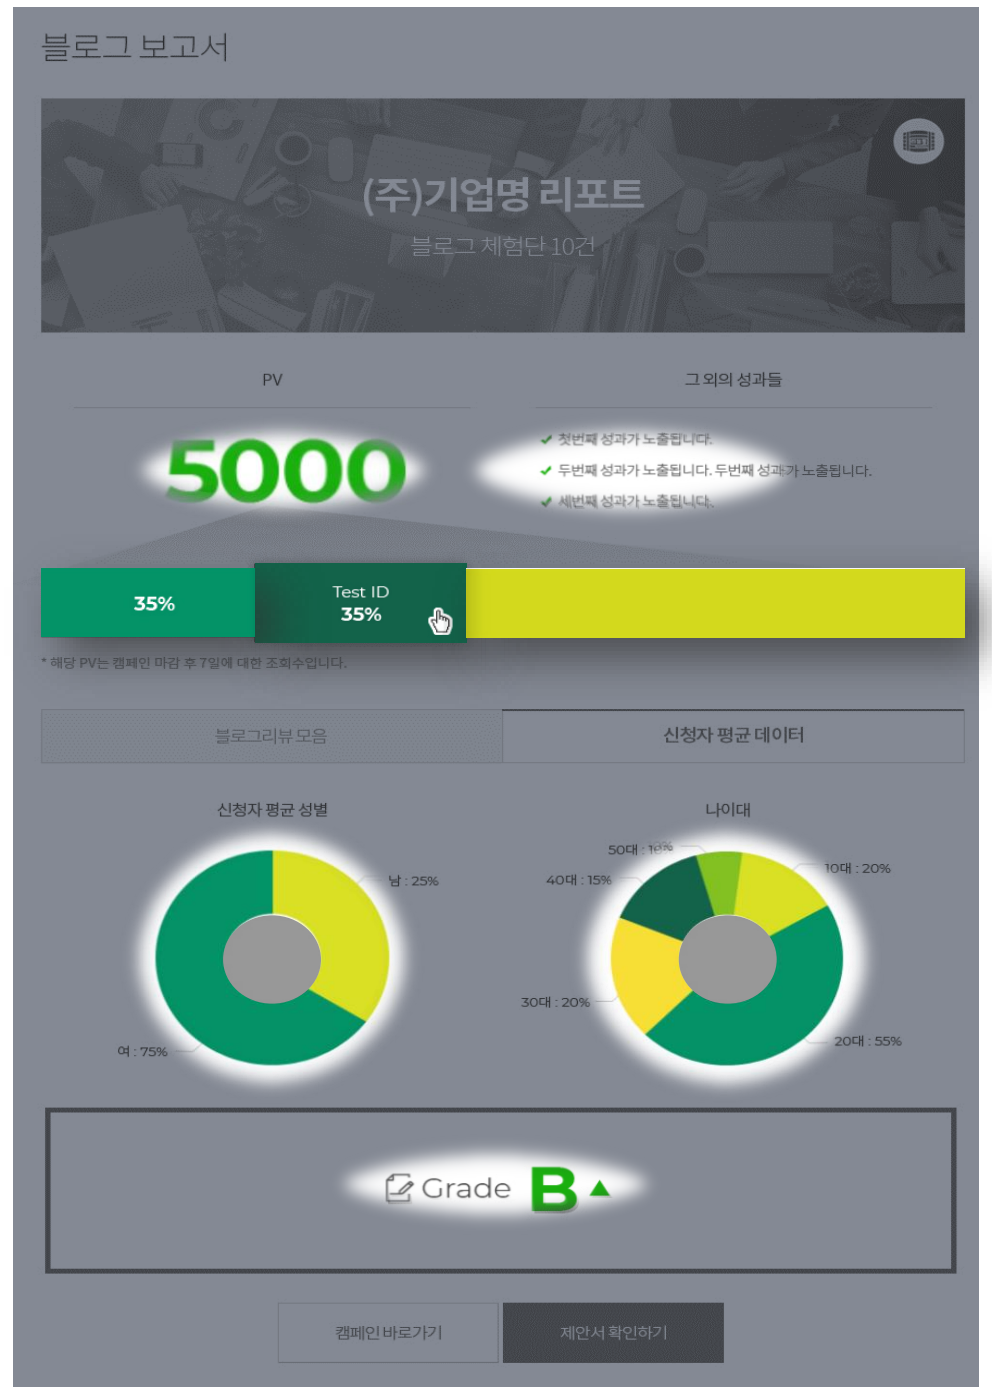 블로그 보고서
(주)기업명 리포트
블로그 체험단 10건
PV
5000
그 외의 성과들
첫번째 성과가 노출됩니다.
두번째 성과가 노출됩니다. 두번째 성과가 노출됩니다.
세번째 성과가 노출됩니다.
35%
Test ID
35%
* 해당 PV는 캠페인 마감 후 7일에 대한 조회수입니다.
블로그리뷰 모음
신청자 평균 데이터
신청자 평균 성별
남 : 25%
여 : 75%
나이대
50대 : 10%
10대 : 20%
40대 : 15%
30대 : 20%
20대 : 55%
Grade B ▲
캠페인 바로가기
제안서 확인하기